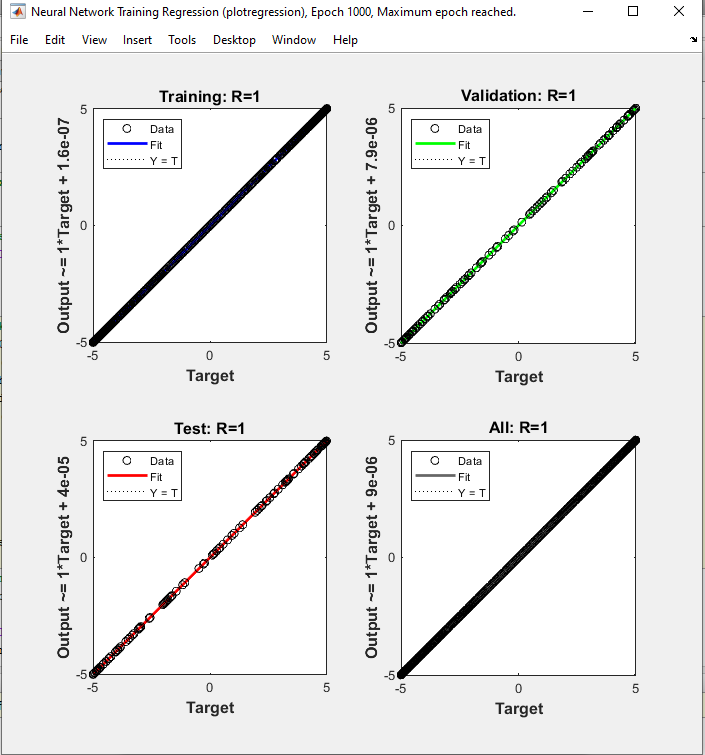 Neural Network Training Regression (plotregression), Epoch 1000, Maximum epoch reached.
File Edit View Insert Tools Desktop Window Help
Training: R=1
Output ~= 1*Target + 1.6e-07
Data
Fit
Y = T
5
0
-5
-5 0 5
Target
Validation: R=1
Output ~= 1*Target + 7.9e-06
Data
Fit
Y = T
5
0
-5
-5 0 5
Target
Test: R=1
Output ~= 1*Target + 4e-05
Data
Fit
Y = T
5
0
-5
-5 0 5
Target
All: R=1
Output ~= 1*Target + 9e-06
Data
Fit
Y = T
5
0
-5
-5 0 5
Target